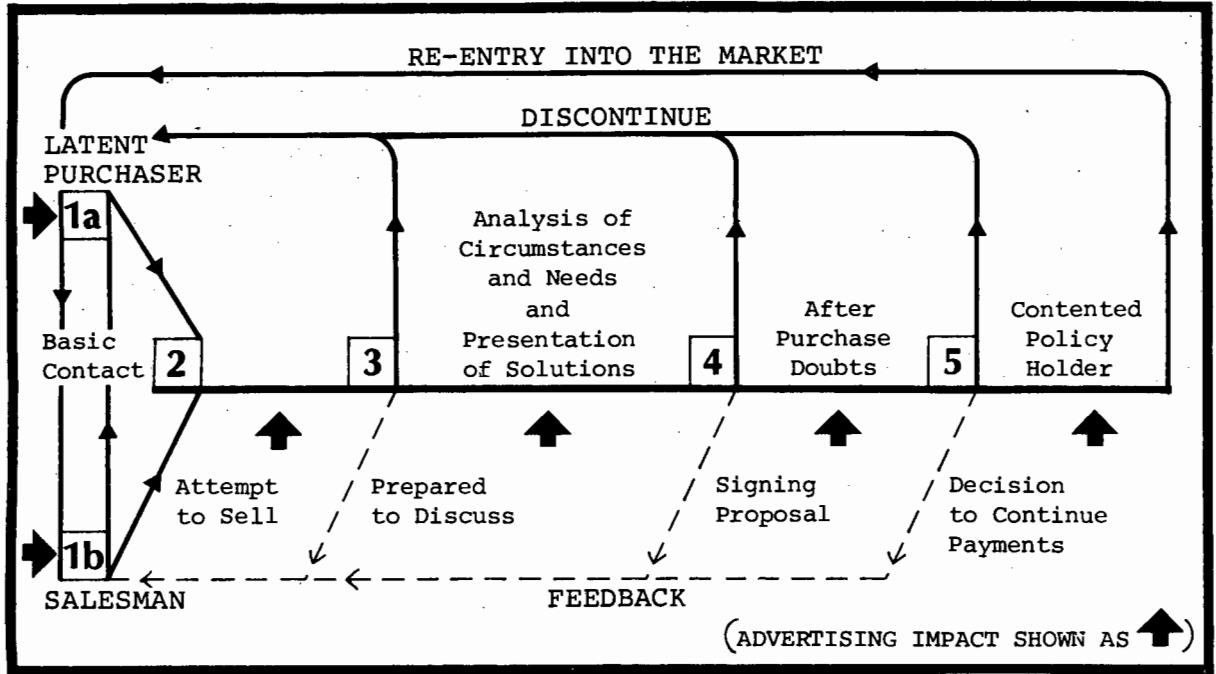 RE-ENTRY INTO THE MARKET
DISCONTINUE
LATENT
PURCHASER
1a
Analysis of
Circumstances
and Needs
and
Presentation
of Solutions
After
Purchase
Doubts
Contented
Policy
Holder
Basic
Contact
2
3
4
5
Attempt
to Sell
Prepared
to Discuss
Signing
Proposal
Decision
to Continue
Payments
1b
SALESMAN
FEEDBACK
(ADVERTISING IMPACT SHOWN AS )